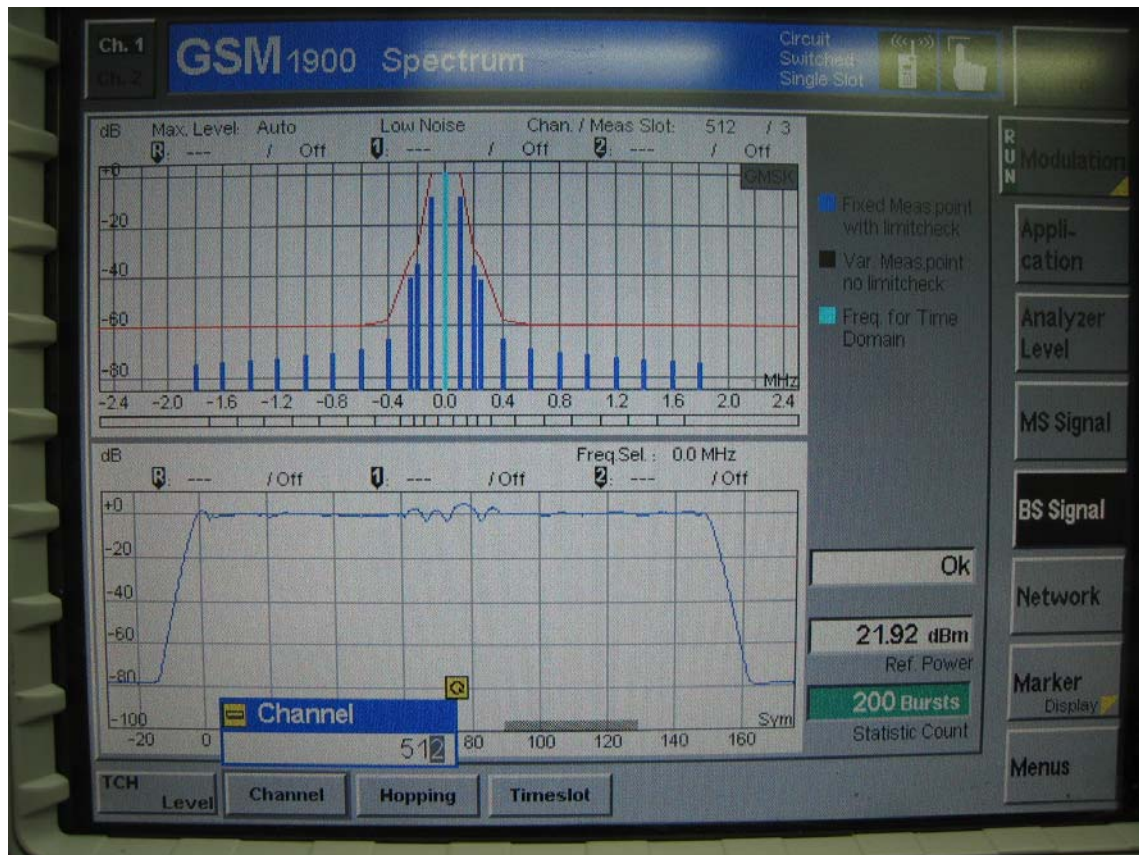 Ch. 1
Ch. 2
GSM 1900 Spectrum
Circuit
Switched
Single Slot
dB Max. Level: Auto Low Noise Chan. / Meas Slot: 512 / 3
R: --- / Off 1: --- / Off 2: --- / Off
GMSK
+0
-20
-40
-60
-80
MHz
-2.4 -2.0 -1.6 -1.2 -0.8 -0.4 0.0 0.4 0.8 1.2 1.6 2.0 2.4
Fixed Meas.point
with limitcheck
Var. Meas.point
no limitcheck
Freq. for Time
Domain
dB Freq.Sel. : 0.0 MHz
R: --- / Off 1: --- / Off 2: --- / Off
+0
-20
-40
-60
-80
-100
Sym
-20 0 80 100 120 140 160
Channel
512
Ok
21.92 dBm
Ref. Power
200 Bursts
Statistic Count
RUN
Modulation
Appli-
cation
Analyzer
Level
MS Signal
BS Signal
Network
Marker
Display
Menus
TCH
Level
Channel
Hopping
Timeslot